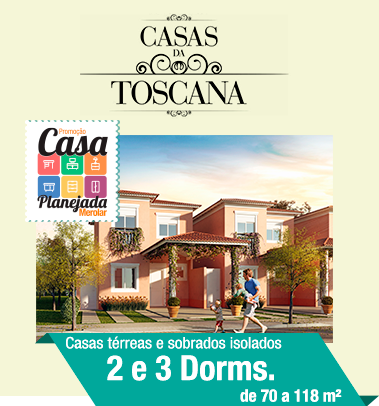 CASAS
DA
TOSCANA
Promoção
Casa
Planejada
Merolar
Casas térreas e sobrados isolados
2 e 3 Dorms.
de 70 a 118 m²